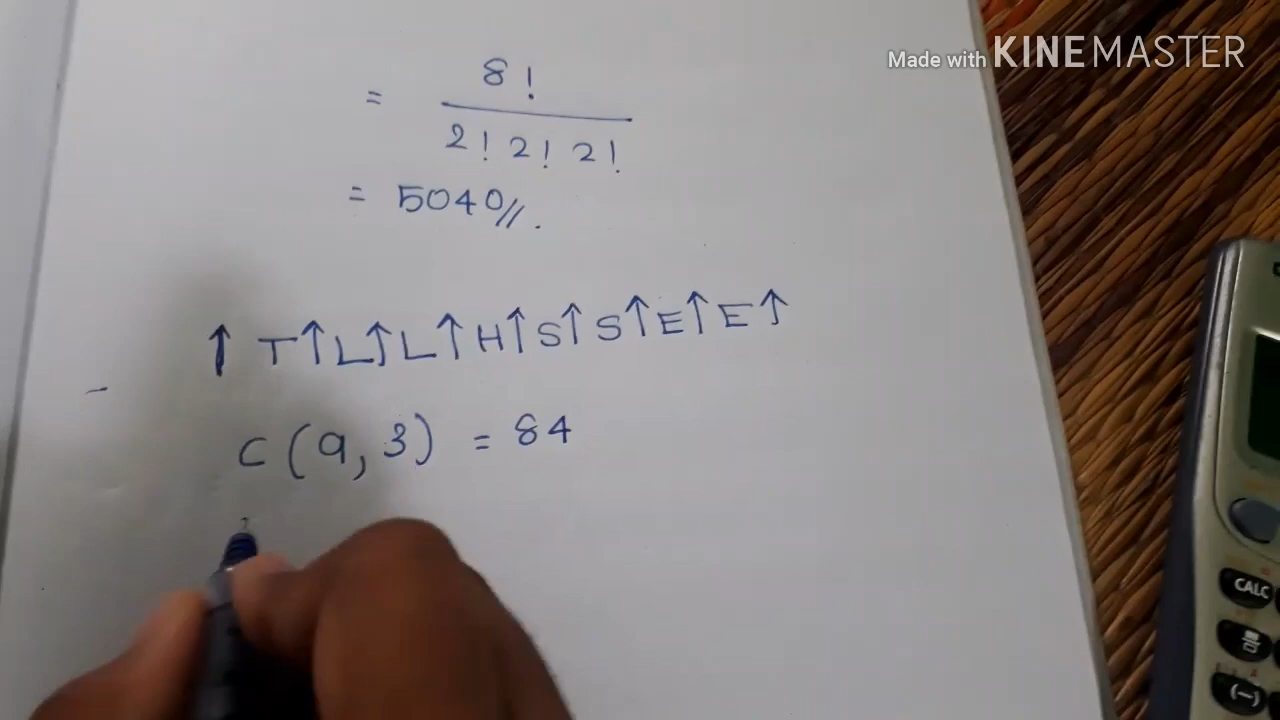 Made with KINEMASTER
= 8!
2! 2! 2!
= 5040//.
↑ T ↑ L ↑ L ↑ H ↑ S ↑ S ↑ E ↑ E ↑
-
C (9, 3) = 84
CALC
(-)